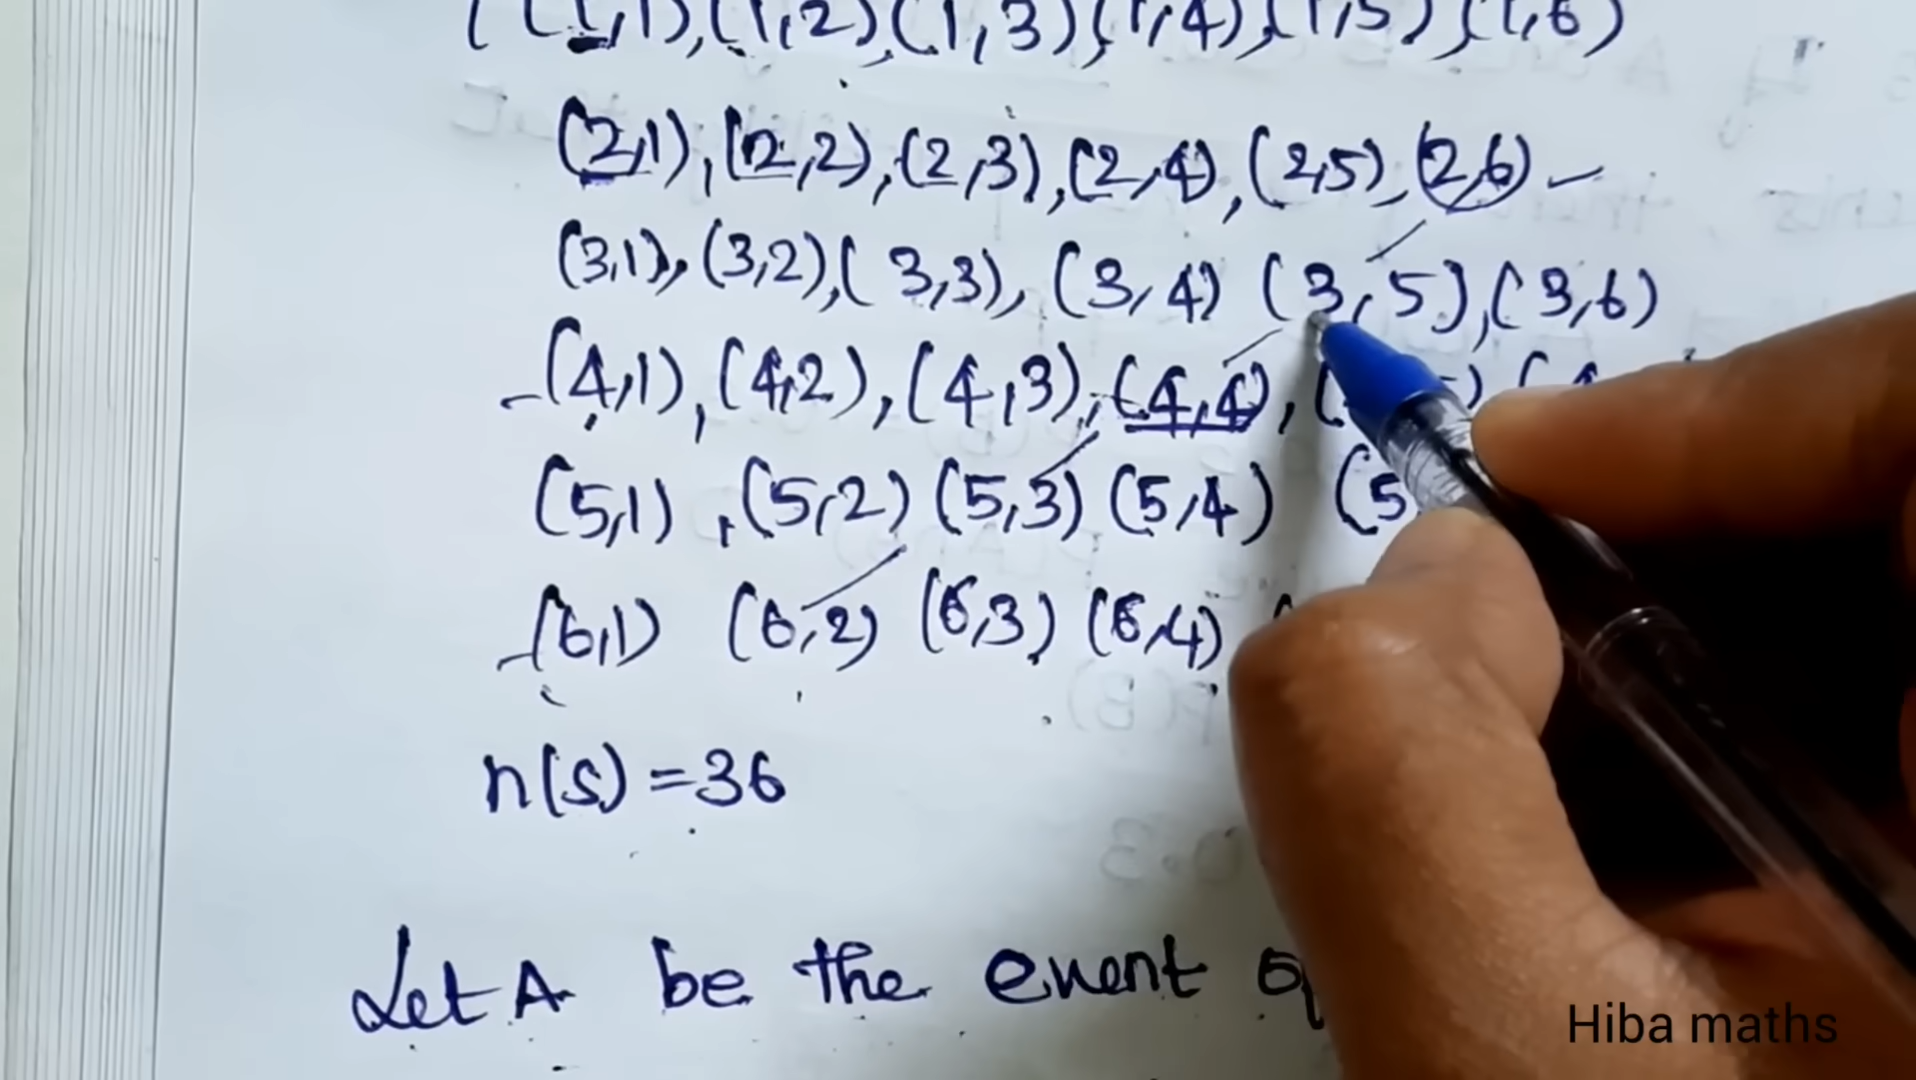 (1,1),(1,2),(1,3),(1,4),(1,5),(1,6)
(2,1),(2,2),(2,3),(2,4),(2,5),(2,6)
(3,1),(3,2),(3,3),(3,4) (3,5),(3,6)
(4,1),(4,2),(4,3),(4,4),
(5,1),(5,2) (5,3) (5,4) (5
(6,1) (6,2) (6,3) (6,4)
n(s) =36
Let A be the event of
Hiba maths